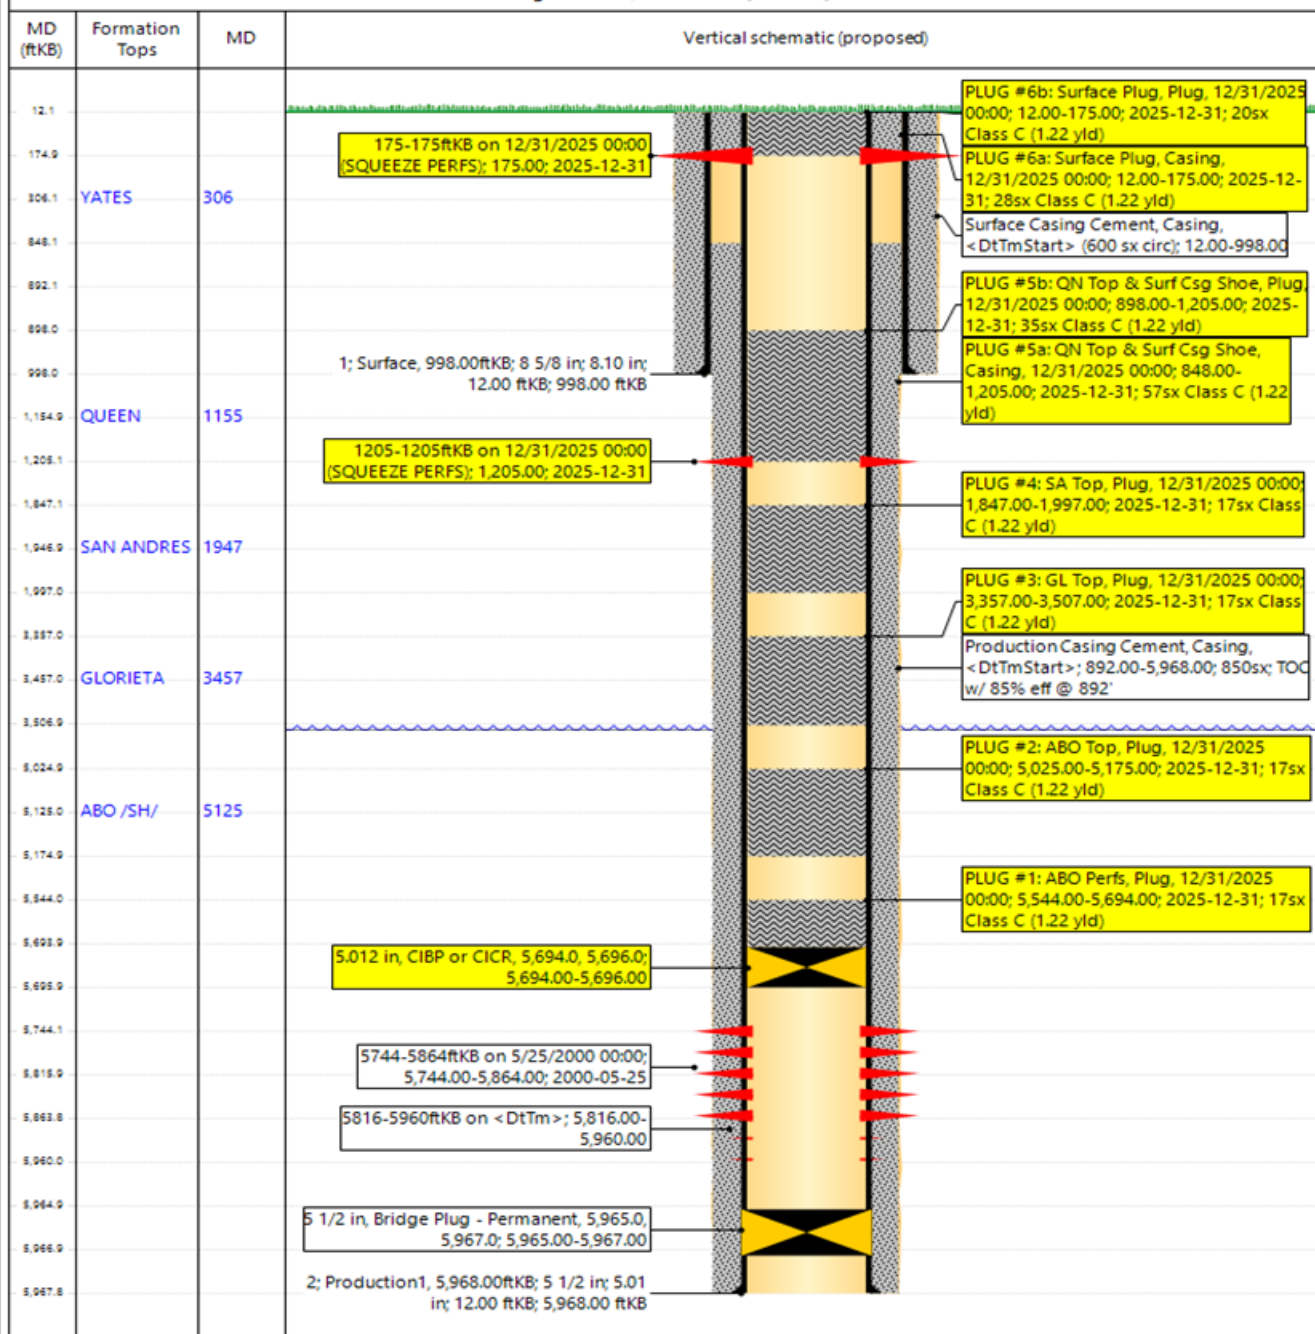 MD
(ftKB)
Formation
Tops
MD
Vertical schematic (proposed)
12.1
174.9
306.1
848.1
892.1
898.0
998.0
1,154.9
1,205.1
1,847.1
1,946.9
1,997.0
3,357.0
3,457.0
3,506.9
5,024.9
5,125.0
5,174.9
5,544.0
5,693.9
5,695.9
5,744.1
5,815.9
5,863.8
5,960.0
5,964.9
5,966.9
5,967.8
YATES 306
QUEEN 1155
SAN ANDRES 1947
GLORIETA 3457
ABO /SH/ 5125
175-175ftKB on 12/31/2025 00:00
(SQUEEZE PERFS); 175.00; 2025-12-31
1; Surface, 998.00ftKB; 8 5/8 in; 8.10 in;
12.00 ftKB; 998.00 ftKB
1205-1205ftKB on 12/31/2025 00:00
(SQUEEZE PERFS); 1,205.00; 2025-12-31
5.012 in, CIBP or CICR, 5,694.0, 5,696.0;
5,694.00-5,696.00
5744-5864ftKB on 5/25/2000 00:00;
5,744.00-5,864.00; 2000-05-25
5816-5960ftKB on <DtTm>; 5,816.00-
5,960.00
5 1/2 in, Bridge Plug - Permanent, 5,965.0,
5,967.0; 5,965.00-5,967.00
2; Production1, 5,968.00ftKB; 5 1/2 in; 5.01
in; 12.00 ftKB; 5,968.00 ftKB
PLUG #6b: Surface Plug, Plug, 12/31/2025
00:00; 12.00-175.00; 2025-12-31; 20sx
Class C (1.22 yld)
PLUG #6a: Surface Plug, Casing,
12/31/2025 00:00; 12.00-175.00; 2025-12-
31; 28sx Class C (1.22 yld)
Surface Casing Cement, Casing,
<DtTmStart> (600 sx circ); 12.00-998.00
PLUG #5b: QN Top & Surf Csg Shoe, Plug,
12/31/2025 00:00; 898.00-1,205.00; 2025-
12-31; 35sx Class C (1.22 yld)
PLUG #5a: QN Top & Surf Csg Shoe,
Casing, 12/31/2025 00:00; 848.00-
1,205.00; 2025-12-31; 57sx Class C (1.22
yld)
PLUG #4: SA Top, Plug, 12/31/2025 00:00;
1,847.00-1,997.00; 2025-12-31; 17sx Class
C (1.22 yld)
PLUG #3: GL Top, Plug, 12/31/2025 00:00;
3,357.00-3,507.00; 2025-12-31; 17sx Class
C (1.22 yld)
Production Casing Cement, Casing,
<DtTmStart>; 892.00-5,968.00; 850sx; TOC
w/ 85% eff @ 892'
PLUG #2: ABO Top, Plug, 12/31/2025
00:00; 5,025.00-5,175.00; 2025-12-31; 17sx
Class C (1.22 yld)
PLUG #1: ABO Perfs, Plug, 12/31/2025
00:00; 5,544.00-5,694.00; 2025-12-31; 17sx
Class C (1.22 yld)